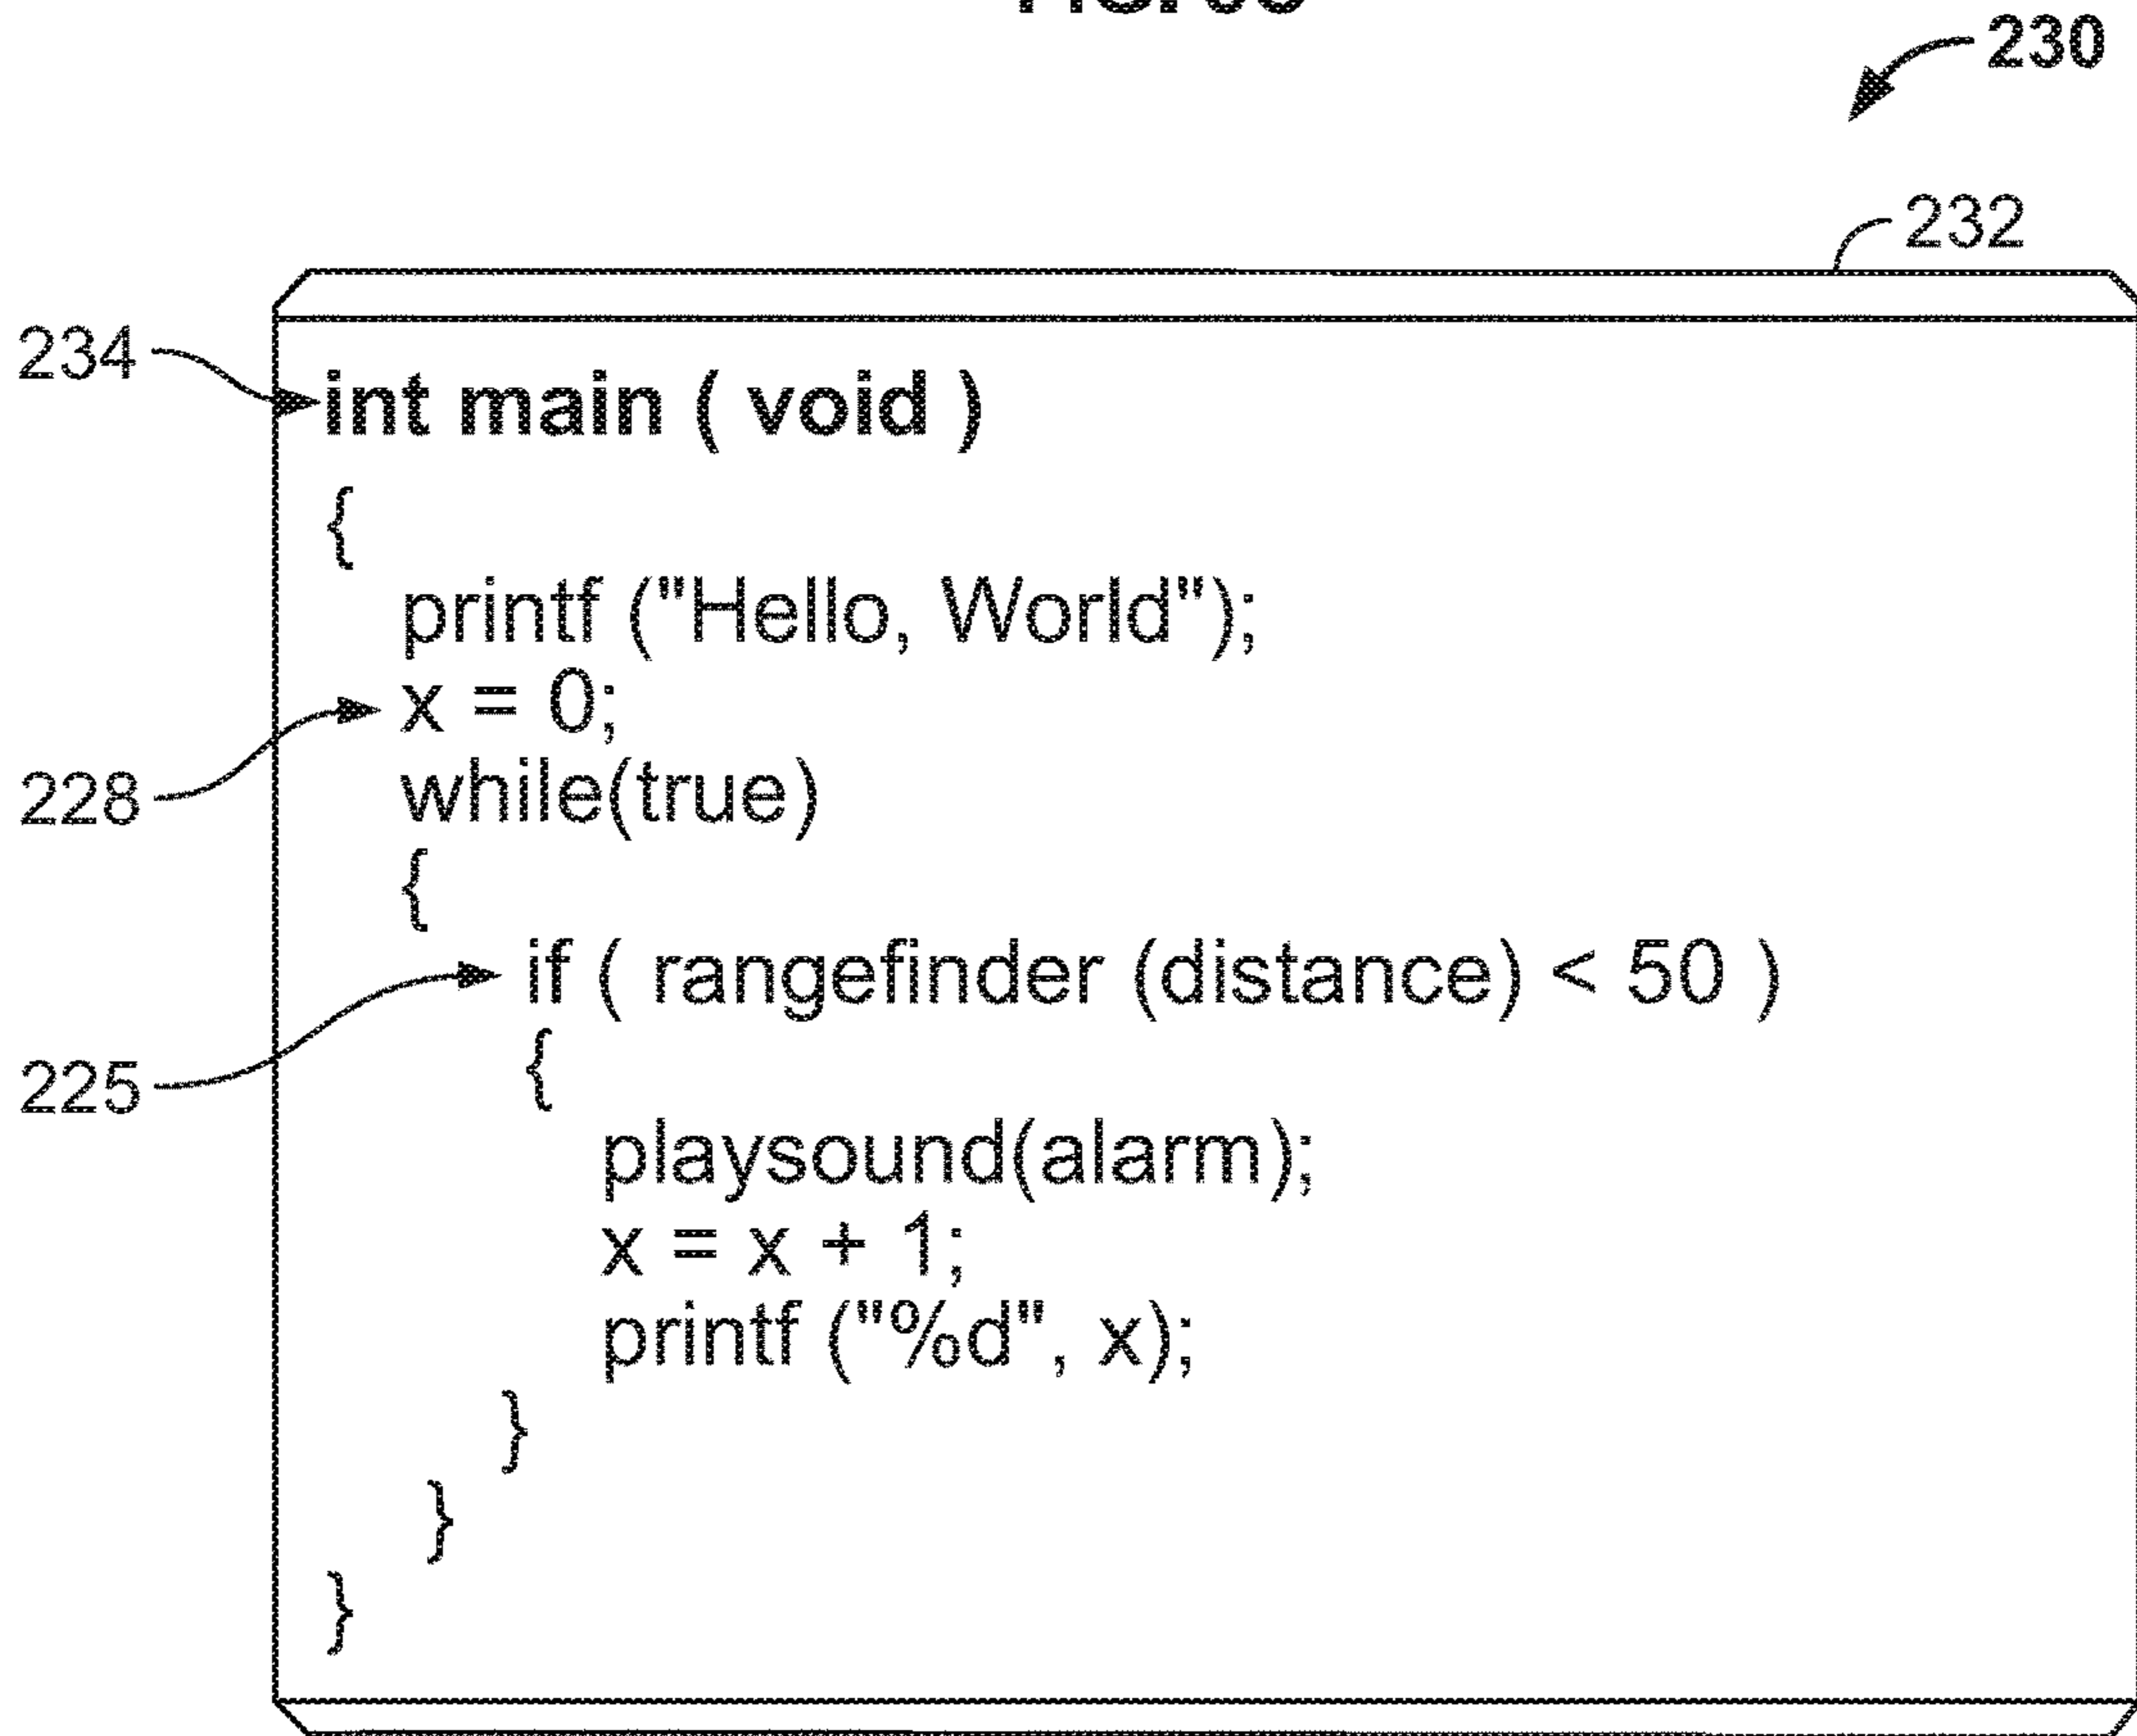 230
232
234
int main ( void )
{
printf ("Hello, World");
x = 0;
228
while(true)
{
if ( rangefinder (distance) < 50 )
225
{
playsound(alarm);
x = x + 1;
printf ("%d", x);
}
}
}